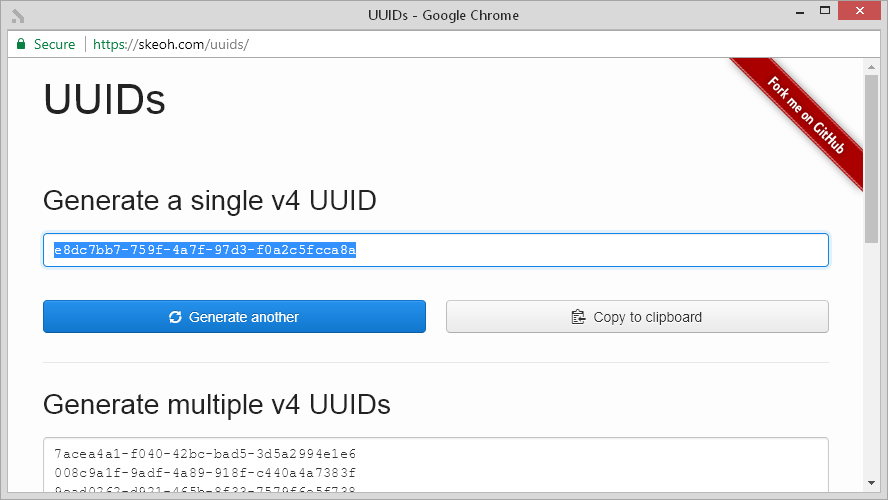 UUIDs - Google Chrome
Secure https://skeoh.com/uuids/
Fork me on GitHub
UUIDs
Generate a single v4 UUID
e8dc7bb7-759f-4a7f-97d3-f0a2c5fcca8a
Generate another
Copy to clipboard
Generate multiple v4 UUIDs
7acea4a1-f040-42bc-bad5-3d5a2994e1e6
008c9a1f-9adf-4a89-918f-c440a4a7383f